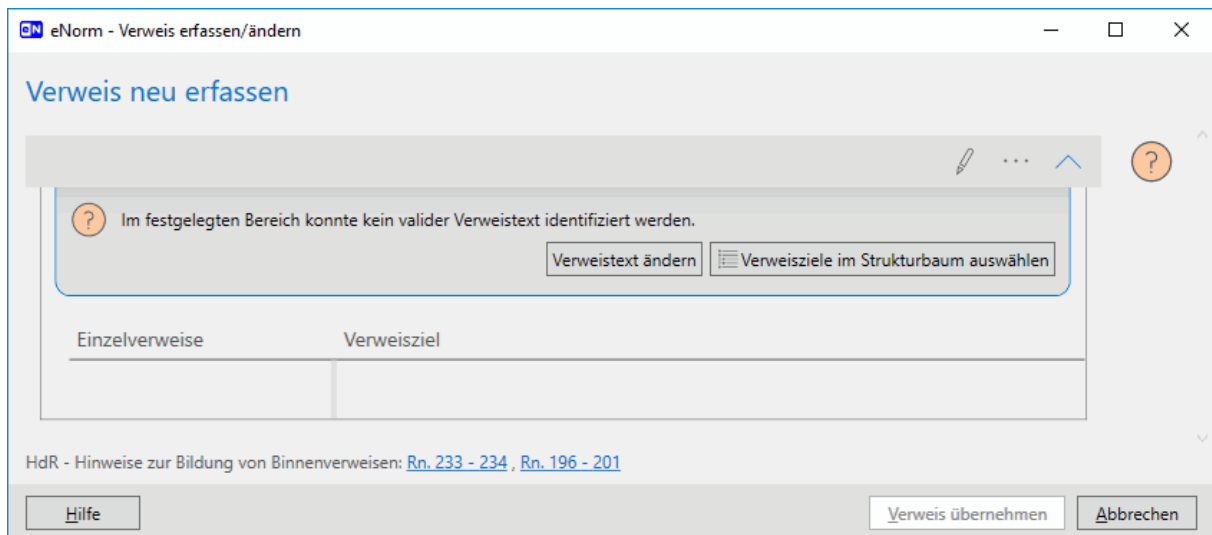 eN eNorm - Verweis erfassen/ändern
Verweis neu erfassen
?
? Im festgelegten Bereich konnte kein valider Verweistext identifiziert werden.
Verweistext ändern Verweisziele im Strukturbaum auswählen
Einzelverweise Verweisziel
HdR - Hinweise zur Bildung von Binnenverweisen: Rn. 233 - 234 , Rn. 196 - 201
Hilfe Verweis übernehmen Abbrechen